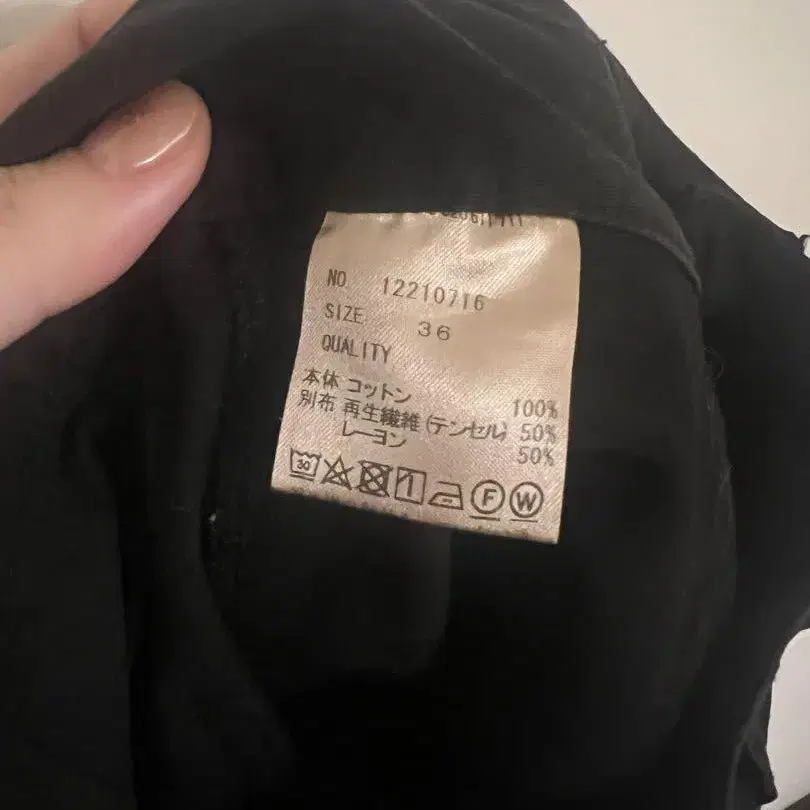 NO. 12210716
SIZE 36
QUALITY
本体 コットン 100%
別布 再生繊維(テンセル) 50%
レーヨン 50%
30
F W